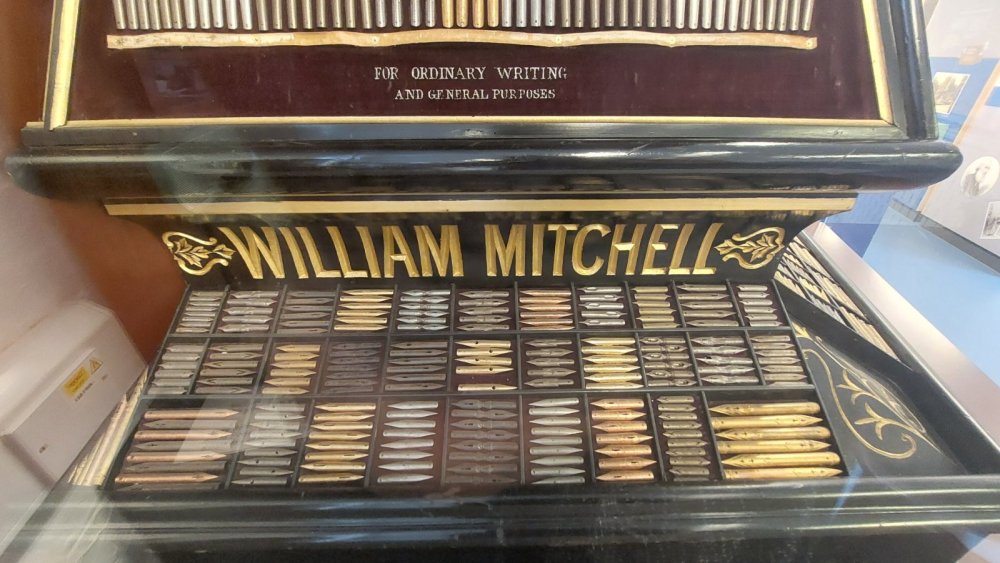 FOR ORDINARY WRITING
AND GENERAL PURPOSES
WILLIAM MITCHELL